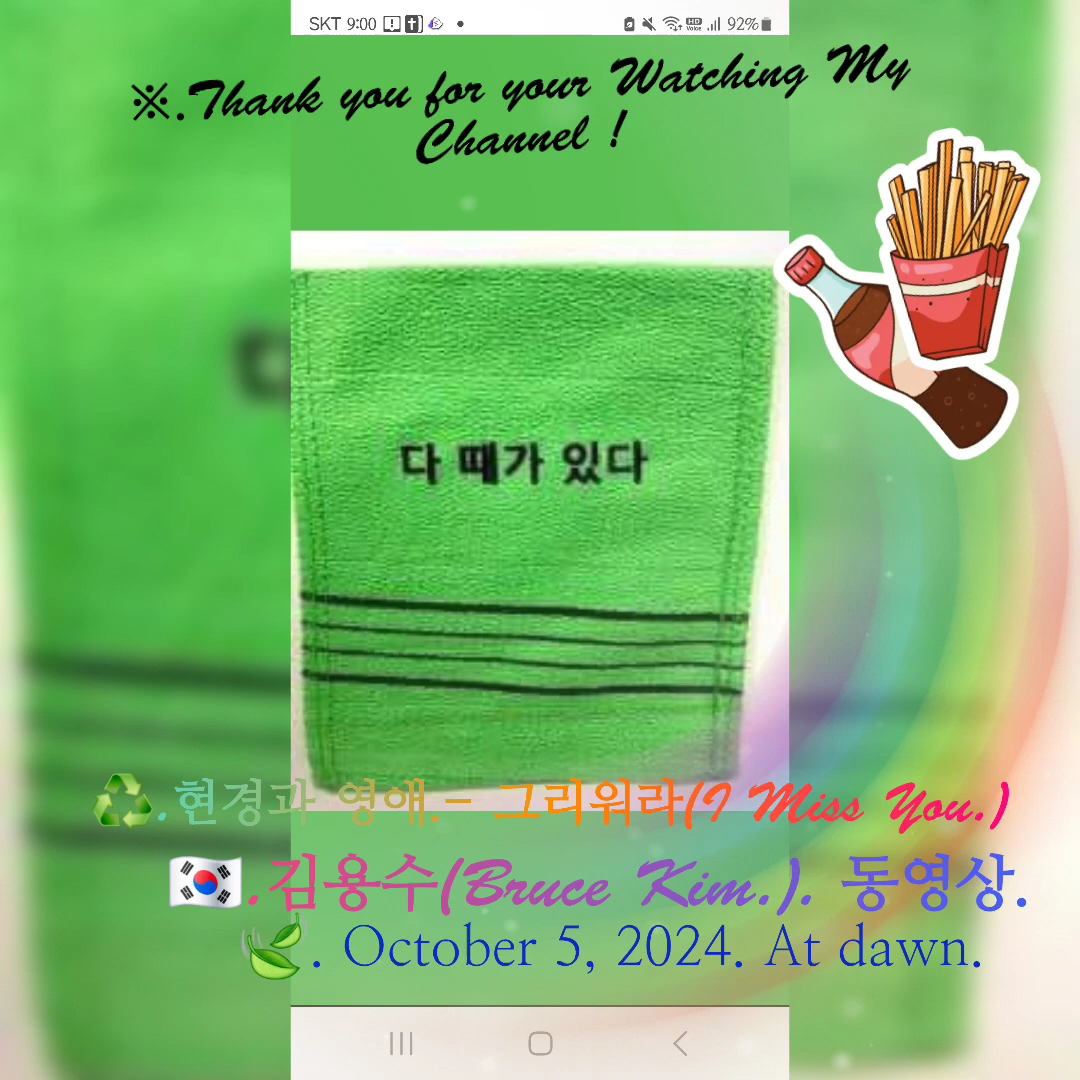 SKT 9:00
HD Voice 92%
※.Thank you for your Watching My
Channel !
다 때가 있다
♻.현경과 영애. - 그리워라(I Miss You.)
🇰🇷.김용수(Bruce Kim.). 동영상.
🍃. October 5, 2024. At dawn.